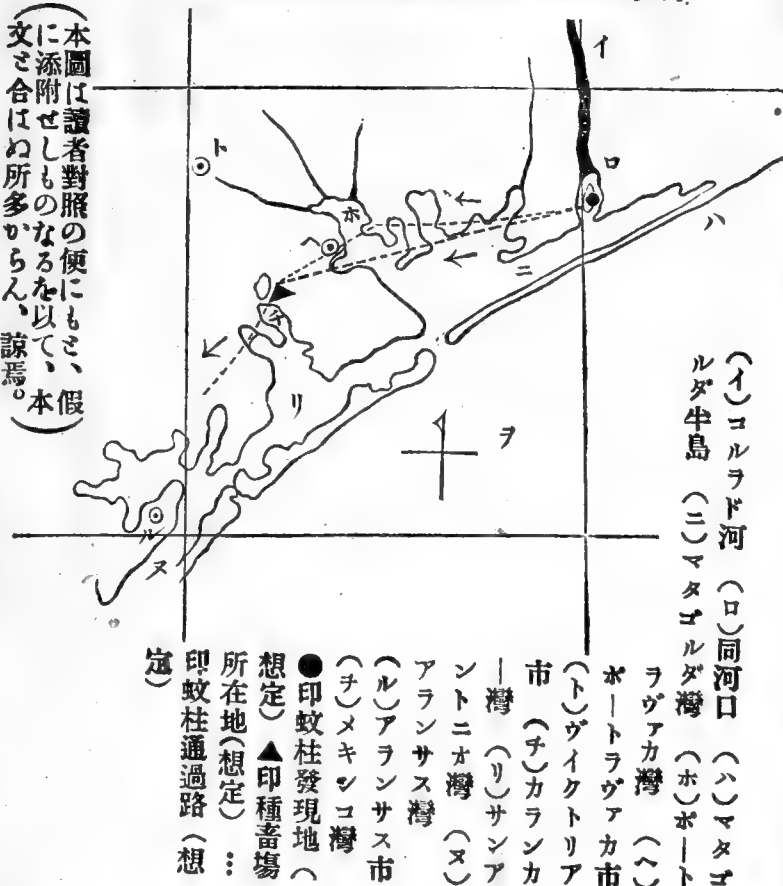 (イ)コルラド河 (ロ)同河口 (ハ)マタゴ
ルダ半島 (ニ)マタゴルダ灣 (ホ)ポート
ラヴァカ灣 (ヘ)
ポートラヴァカ市
(ト)ヴイクトリア
市 (チ)カランカ
ー灣 (リ)サンア
ントニオ灣 (ヌ)
アランサス灣
(ル)アランサス市
(チ)メキシコ灣
●印蚊柱發現地 (
想定) ▲印種畜場
所在地(想定) …
印蚊柱通過路(想
定)
イ
ロ
ハ
ニ
ホ
ヘ
ト
チ
リ
ヌ
ル
ヲ
(本圖は讀者對照の便にもと、假
に添附せしものなるを以て、本
文と合はぬ所多からん、諒焉。)